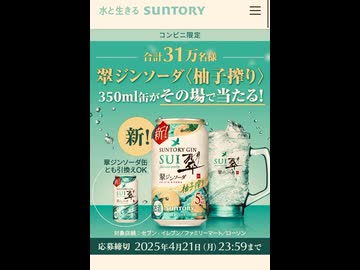 水と生きる SUNTORY
コンビニ限定
合計31万名様
翠ジンソーダ〈柚子搾り〉
350ml缶がその場で当たる!
新!
翠ジンソーダ缶
とも引換えOK
新!
SUNTORY GIN
SUI 翠
翠ジンソーダ
柚子搾り
SUNTORY
対象店舗:セブン‐イレブン/ファミリーマート/ローソン
応募締切 2025年4月21日(月) 23:59まで